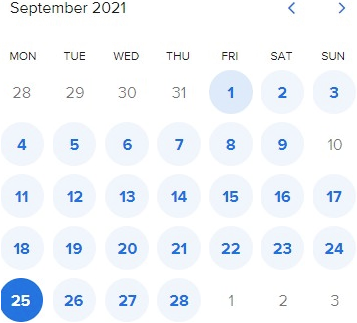 September 2021
MON TUE WED THU FRI SAT SUN
28 29 30 31 1 2 3
4 5 6 7 8 9 10
11 12 13 14 15 16 17
18 19 20 21 22 23 24
25 26 27 28 1 2 3